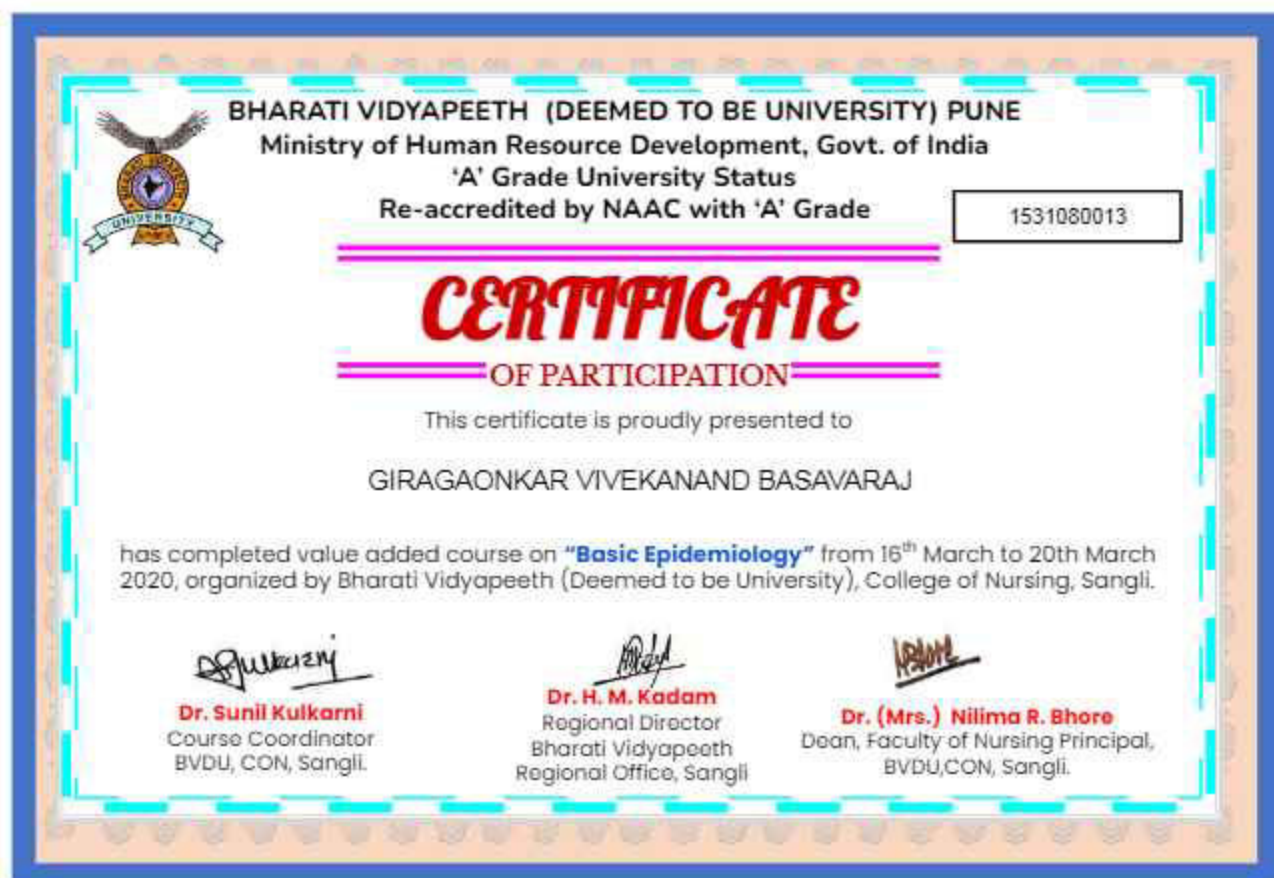 BHARATI VIDYAPEETH (DEEMED TO BE UNIVERSITY) PUNE
Ministry of Human Resource Development, Govt. of India
‘A’ Grade University Status
Re-accredited by NAAC with ‘A’ Grade
1531080013
BHARATI VIDYAPEETH
UNIVERSITY
CERTIFICATE
OF PARTICIPATION
This certificate is proudly presented to
GIRAGAONKAR VIVEKANAND BASAVARAJ
has completed value added course on “Basic Epidemiology” from 16th March to 20th March
2020, organized by Bharati Vidyapeeth (Deemed to be University), College of Nursing, Sangli.
Dr. Sunil Kulkarni
Course Coordinator
BVDU, CON, Sangli.
Dr. H. M. Kadam
Regional Director
Bharati Vidyapeeth
Regional Office, Sangli
Dr. (Mrs.) Nilima R. Bhore
Dean, Faculty of Nursing Principal,
BVDU,CON, Sangli.